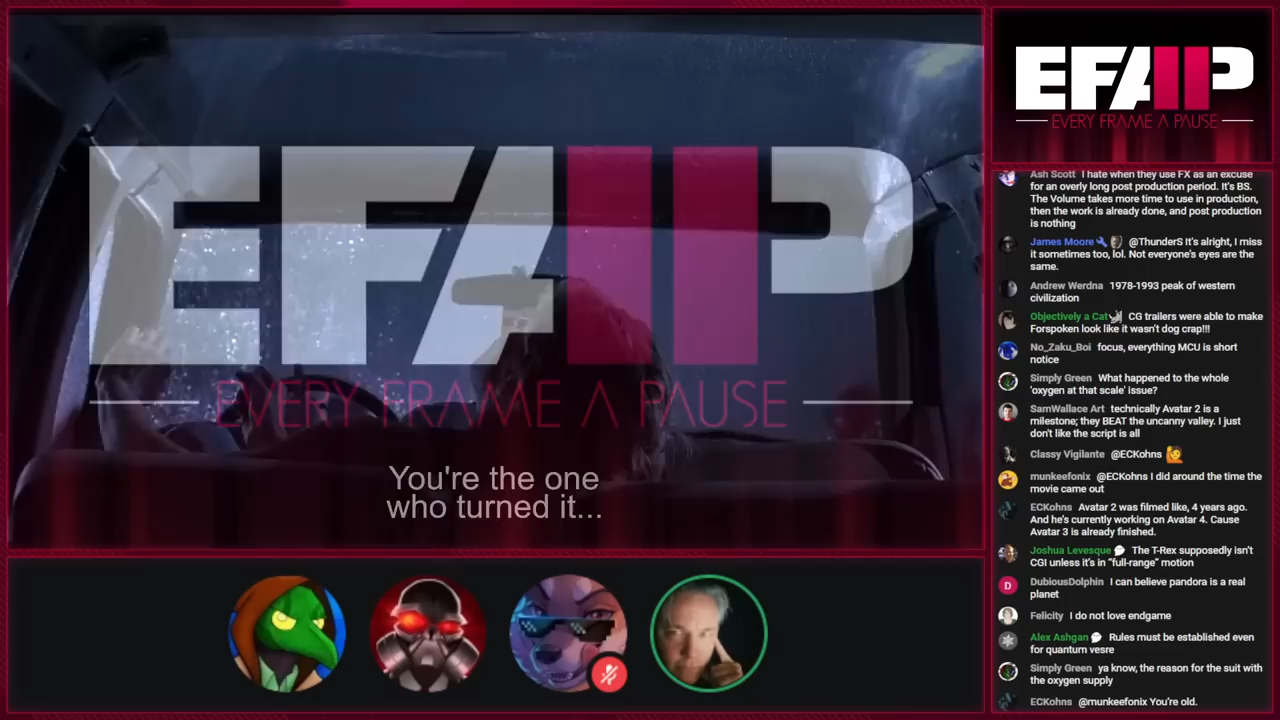 EFAP
EVERY FRAME A PAUSE
You're the one
who turned it...
EFAP
EVERY FRAME A PAUSE
Ash Scott I hate when they use FX as an excuse
for an overly long post production period. It's BS.
The Volume takes more time to use in production,
then the work is already done, and post production
is nothing
James Moore @ThunderS It's alright, I miss
it sometimes too, lol. Not everyone's eyes are the
same.
Andrew Werdna 1978-1993 peak of western
civilization
Objectively a Cat CG trailers were able to make
Forspoken look like it wasn't dog crap!!!
No_Zaku_Boi focus, everything MCU is short
notice
Simply Green What happened to the whole
'oxygen at that scale' issue?
SamWallace Art technically Avatar 2 is a
milestone; they BEAT the uncanny valley. I just
don't like the script is all
Classy Vigilante @ECKohns
munkeefonix @ECKohns I did around the time the
movie came out
ECKohns Avatar 2 was filmed like, 4 years ago.
And he's currently working on Avatar 4. Cause
Avatar 3 is already finished.
Joshua Levesque The T-Rex supposedly isn't
CGI unless it's in "full-range" motion
D DubiousDolphin I can believe pandora is a real
planet
Felicity I do not love endgame
Alex Ashgan Rules must be established even
for quantum vesre
Simply Green ya know, the reason for the suit with
the oxygen supply
ECKohns @munkeefonix You're old.